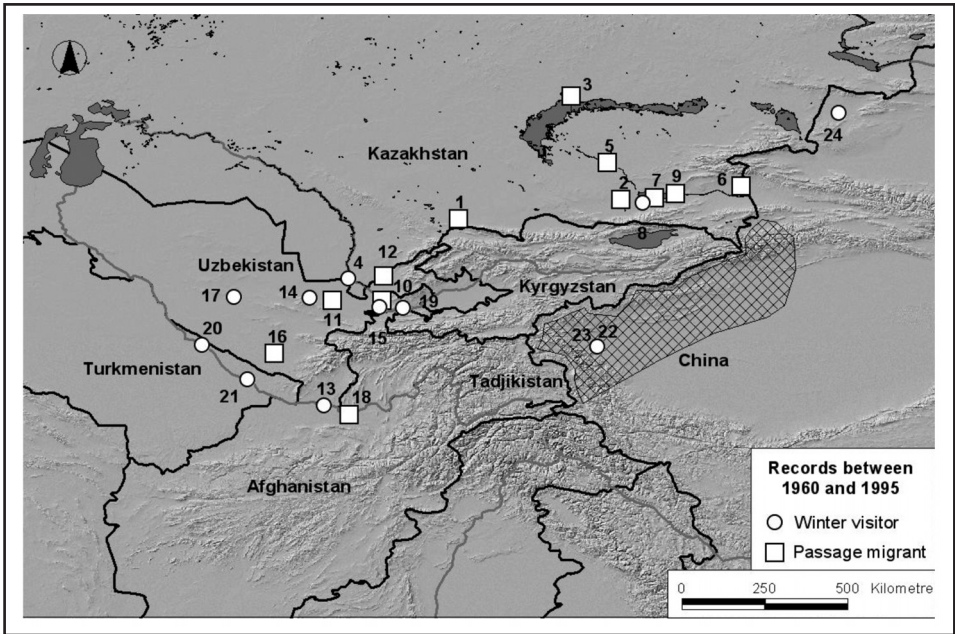 3
Kazakhstan
24
5
2
7
9
6
1
8
12
4
Uzbekistan
10
Kyrgyzstan
17
14
11
19
20
15
16
23
22
China
Turkmenistan
Tadjikistan
21
13
18
Afghanistan
Records between
1960 and 1995
Winter visitor
Passage migrant
0 250 500 Kilometre